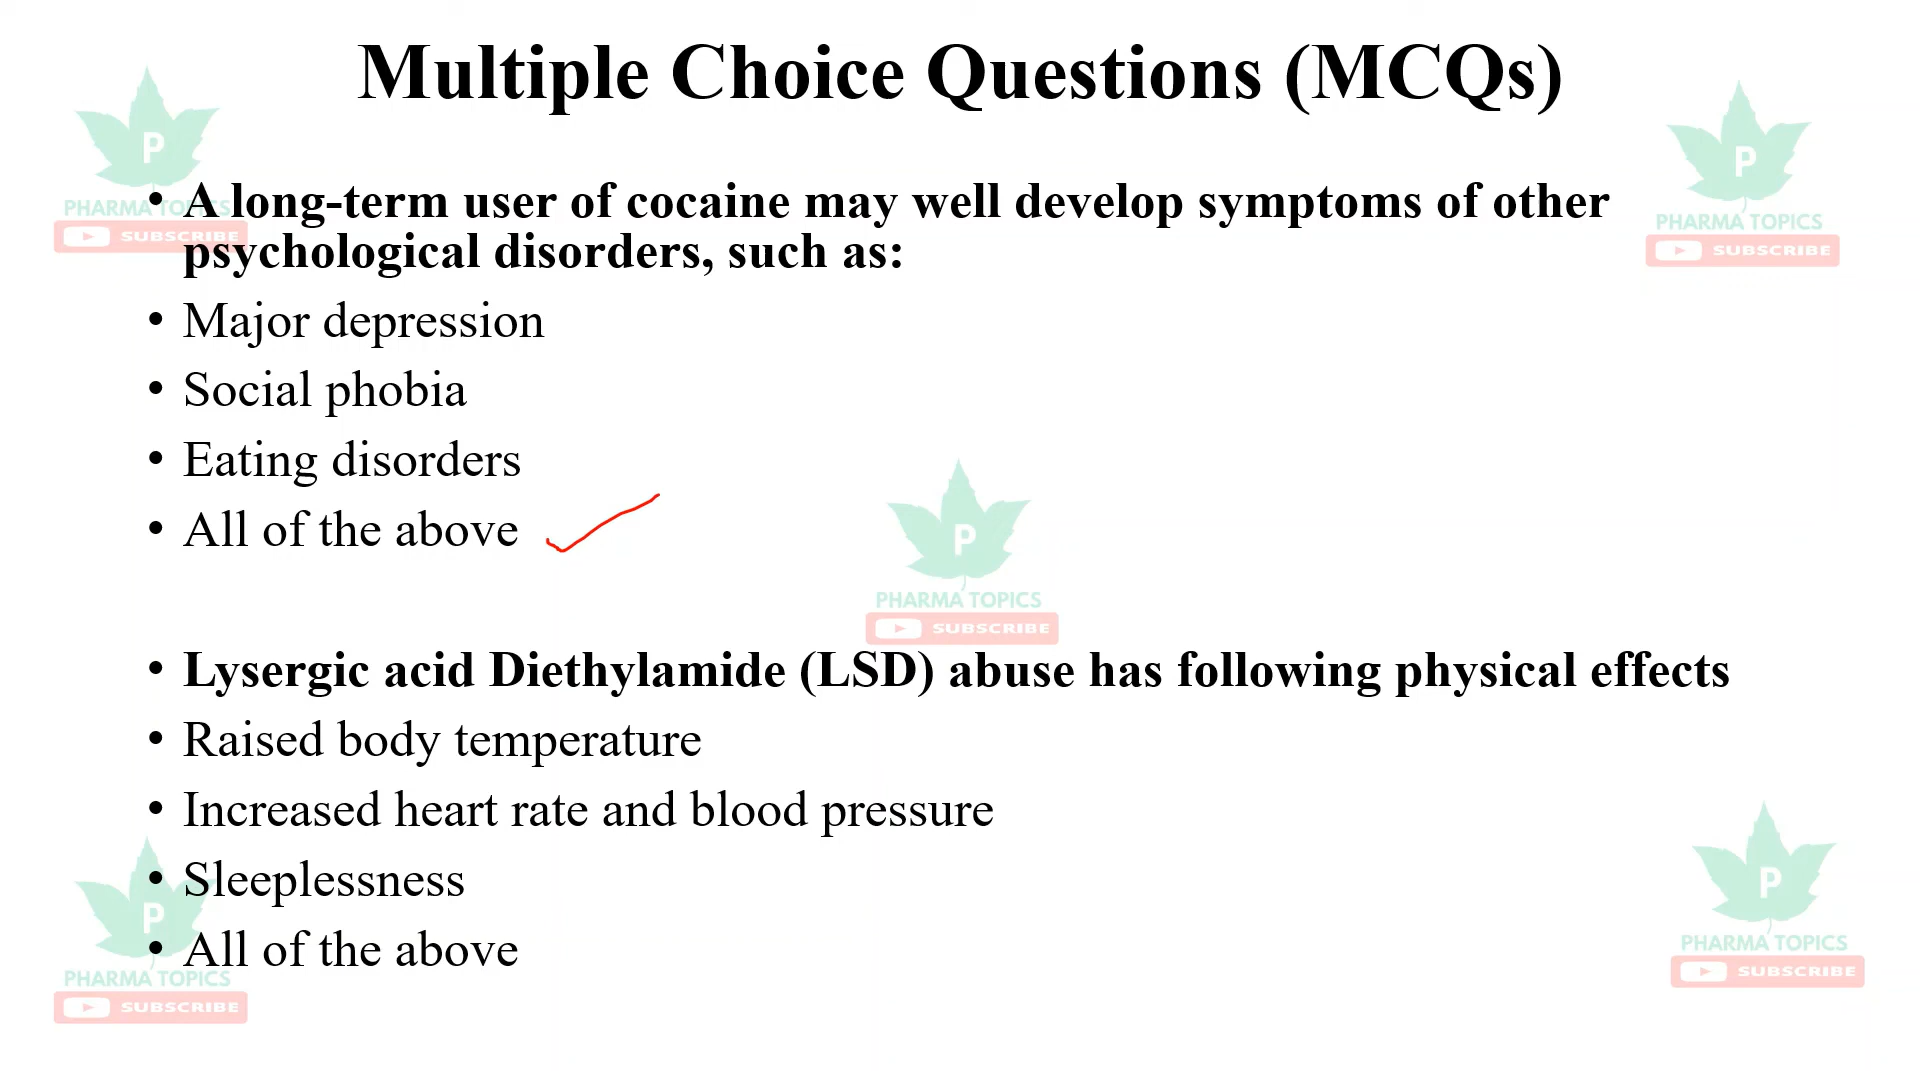 Multiple Choice Questions (MCQs)
P
PHARMA TOPICS
SUBSCRIBE
P
PHARMA TOPICS
SUBSCRIBE
• A long-term user of cocaine may well develop symptoms of other
psychological disorders, such as:
• Major depression
• Social phobia
• Eating disorders
• All of the above
P
PHARMA TOPICS
SUBSCRIBE
• Lysergic acid Diethylamide (LSD) abuse has following physical effects
• Raised body temperature
• Increased heart rate and blood pressure
• Sleeplessness
• All of the above
P
PHARMA TOPICS
SUBSCRIBE
P
PHARMA TOPICS
SUBSCRIBE